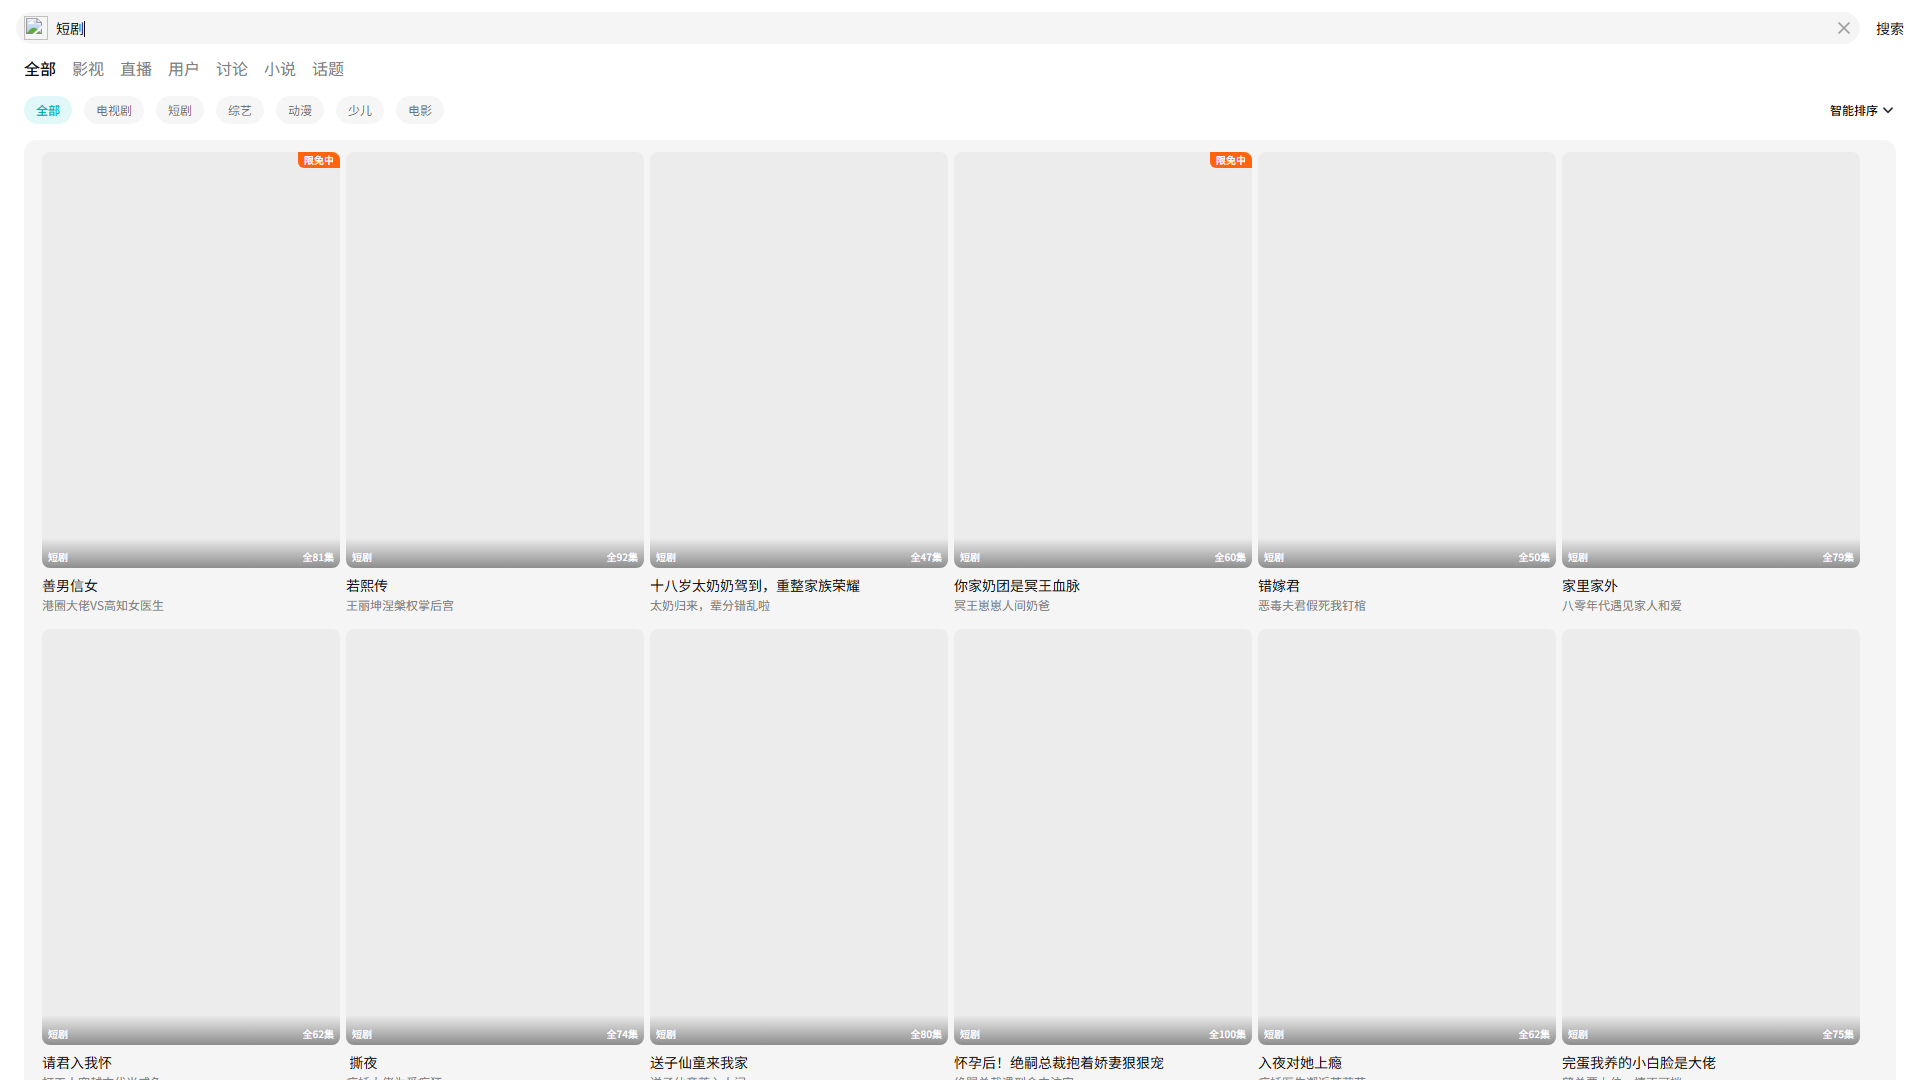 短剧
搜索
全部 影视 直播 用户 讨论 小说 话题
全部 电视剧 短剧 综艺 动漫 少儿 电影
智能排序
限免中
限免中
短剧 全81集
短剧 全92集
短剧 全47集
短剧 全60集
短剧 全50集
短剧 全79集
善男信女
港圈大佬VS高知女医生
若熙传
王丽坤涅槃权掌后宫
十八岁太奶奶驾到，重整家族荣耀
太奶归来，辈分错乱啦
你家奶团是冥王血脉
冥王崽崽人间奶爸
错嫁君
恶毒夫君假死我钉棺
家里家外
八零年代遇见家人和爱
短剧 全62集
短剧 全74集
短剧 全80集
短剧 全100集
短剧 全62集
短剧 全75集
请君入我怀
撕夜
送子仙童来我家
怀孕后！绝嗣总裁抱着娇妻狠狠宠
入夜对她上瘾
完蛋我养的小白脸是大佬